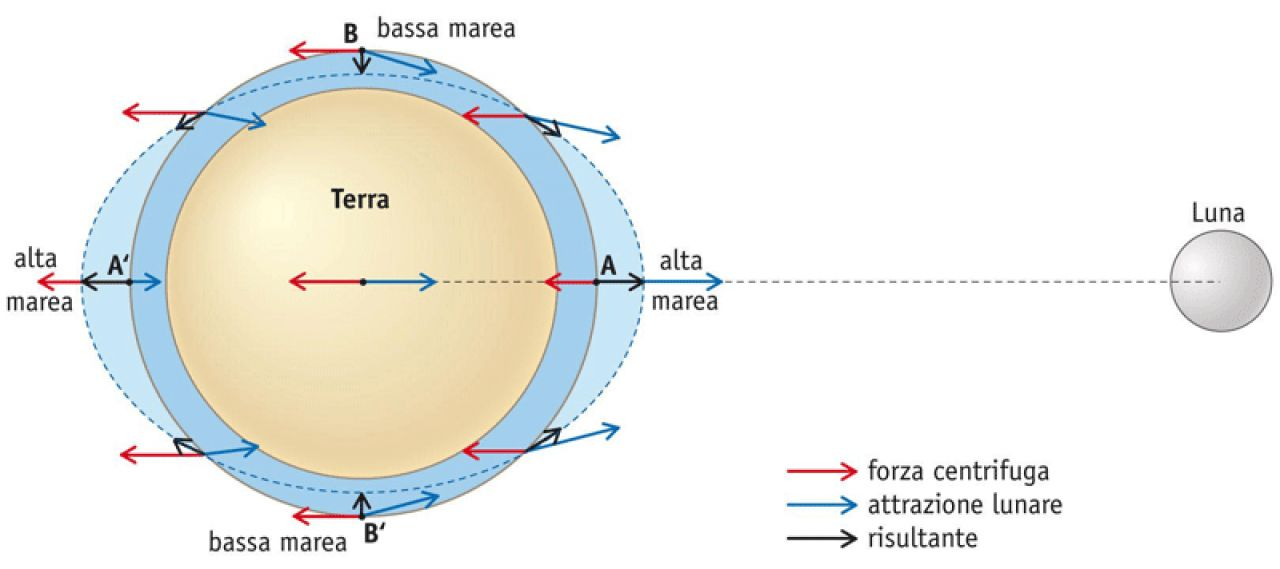 B
bassa marea
Terra
Luna
alta
marea
A'
A
alta
marea
bassa marea
B'
forza centrifuga
attrazione lunare
risultante